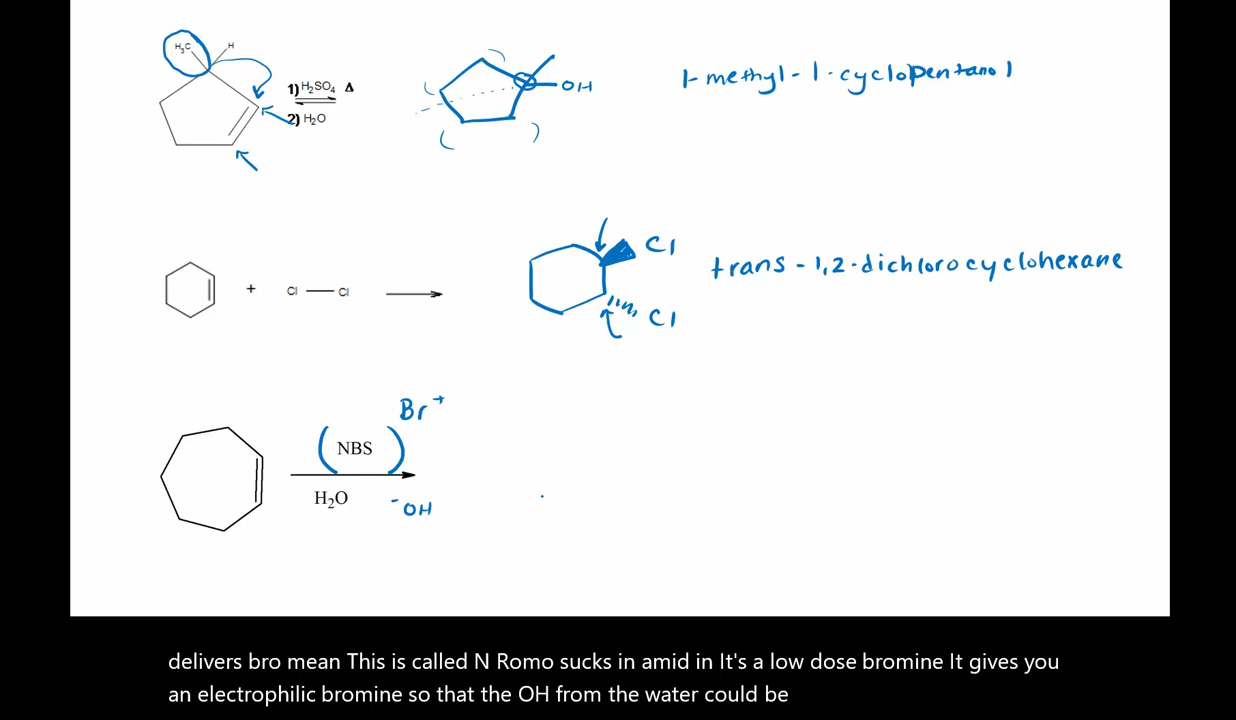 H₃C H
1) H₂SO₄ Δ
2) H₂O
OH
1-methyl-1-cyclopentanol
+ Cl — Cl
Cl
Cl
trans-1,2-dichlorocyclohexane
Br⁺
(NBS)
H₂O ⁻OH
delivers bro mean This is called N Romo sucks in amid in It's a low dose bromine It gives you
an electrophilic bromine so that the OH from the water could be